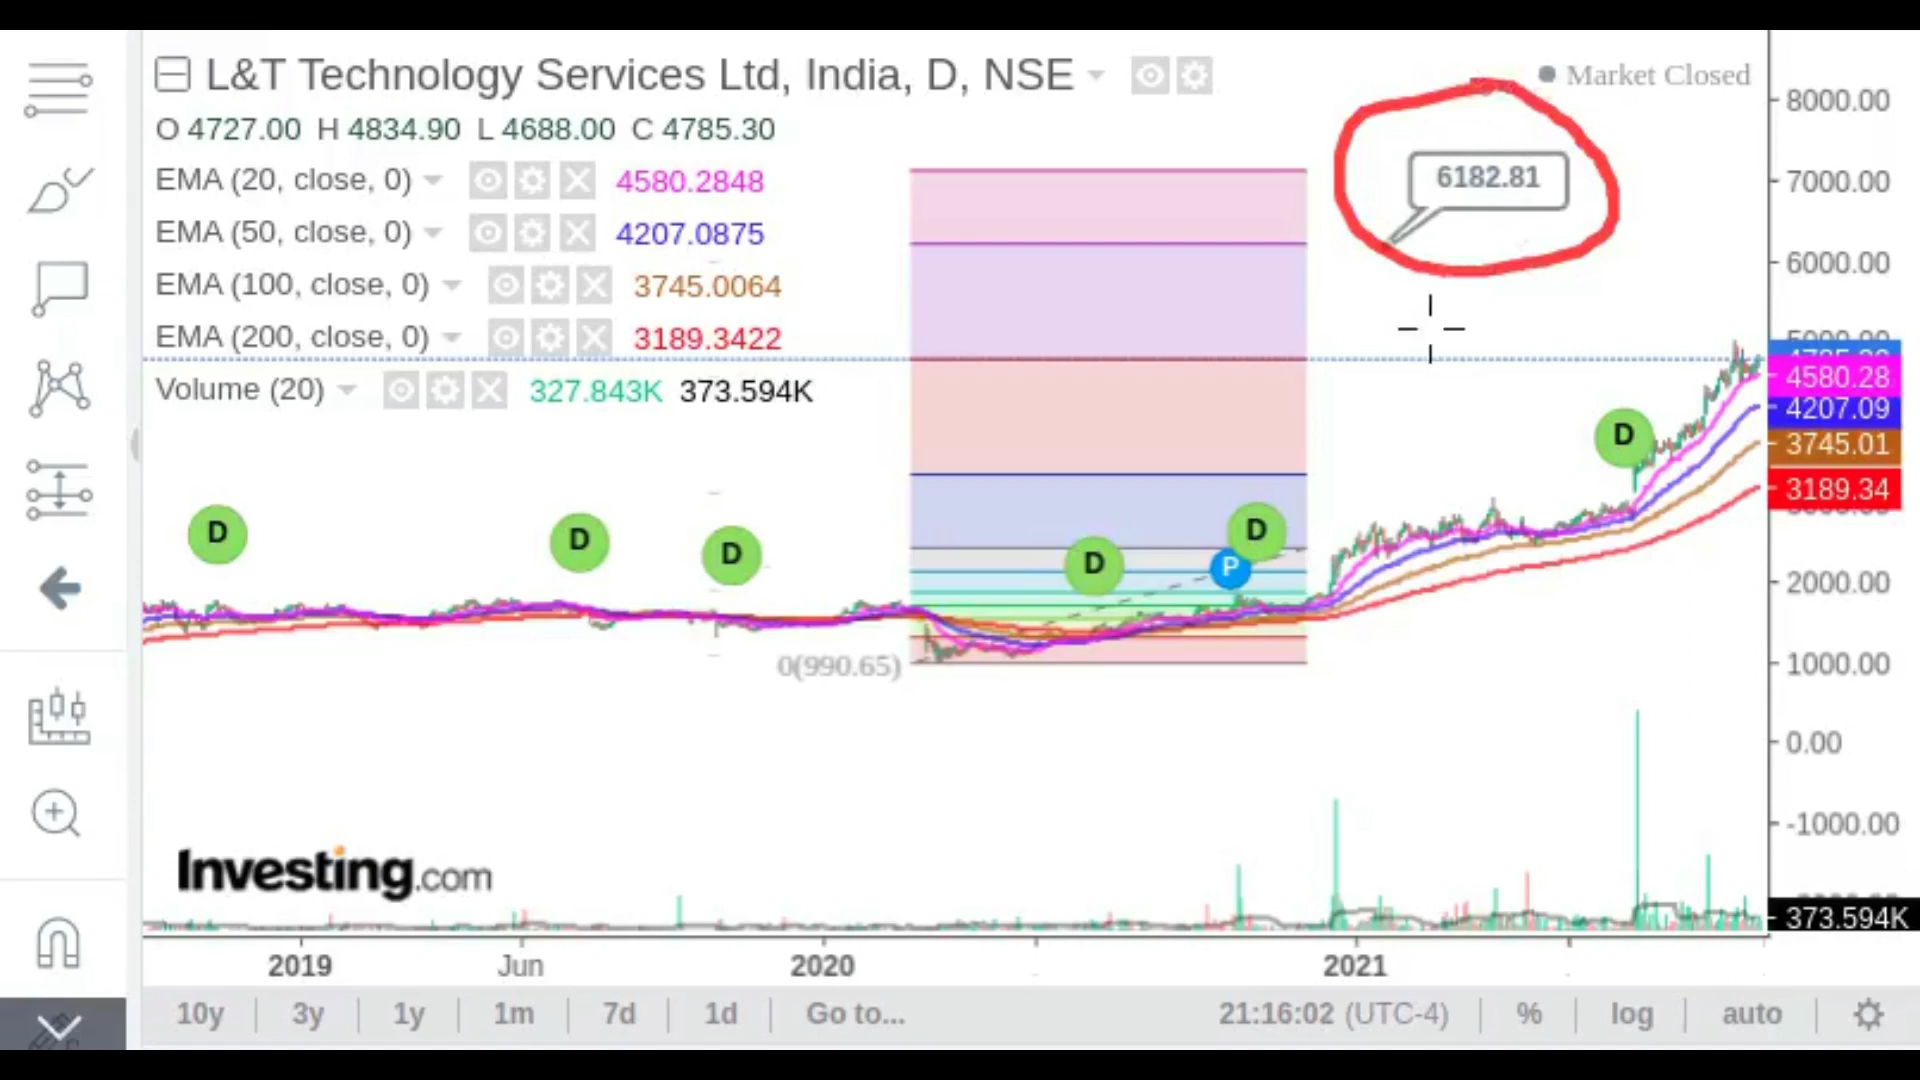 L&T Technology Services Ltd, India, D, NSE
Market Closed
O 4727.00 H 4834.90 L 4688.00 C 4785.30
EMA (20, close, 0) 4580.2848
EMA (50, close, 0) 4207.0875
EMA (100, close, 0) 3745.0064
EMA (200, close, 0) 3189.3422
Volume (20) 327.843K 373.594K
6182.81
8000.00
7000.00
6000.00
4580.28
4207.09
3745.01
3189.34
2000.00
1000.00
0.00
-1000.00
373.594K
D
D
D
D
D
P
D
0(990.65)
Investing.com
2019 Jun 2020 2021
10y 3y 1y 1m 7d 1d Go to... 21:16:02 (UTC-4) % log auto